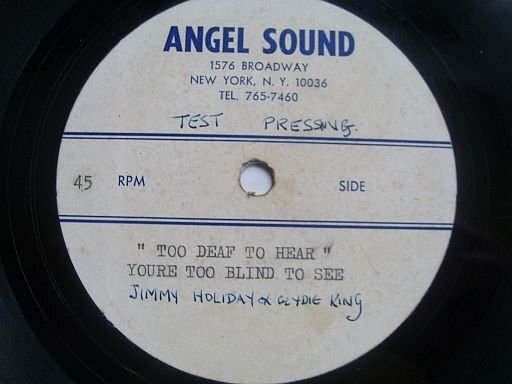 ANGEL SOUND
1576 BROADWAY
NEW YORK, N. Y. 10036
TEL. 765-7460
TEST PRESSING.
45 RPM SIDE
" TOO DEAF TO HEAR "
YOURE TOO BLIND TO SEE
JIMMY HOLIDAY & CLYDIE KING